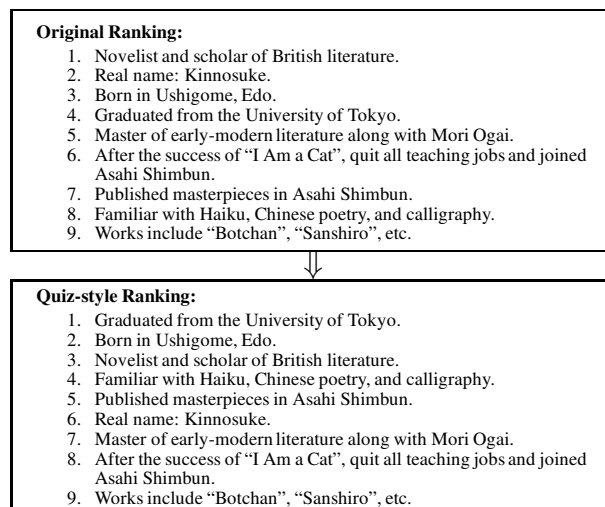 Original Ranking:
1. Novelist and scholar of British literature.
2. Real name: Kinnosuke.
3. Born in Ushigome, Edo.
4. Graduated from the University of Tokyo.
5. Master of early-modern literature along with Mori Ogai.
6. After the success of “I Am a Cat”, quit all teaching jobs and joined
Asahi Shimbun.
7. Published masterpieces in Asahi Shimbun.
8. Familiar with Haiku, Chinese poetry, and calligraphy.
9. Works include “Botchan”, “Sanshiro”, etc.
⇓
Quiz-style Ranking:
1. Graduated from the University of Tokyo.
2. Born in Ushigome, Edo.
3. Novelist and scholar of British literature.
4. Familiar with Haiku, Chinese poetry, and calligraphy.
5. Published masterpieces in Asahi Shimbun.
6. Real name: Kinnosuke.
7. Master of early-modern literature along with Mori Ogai.
8. After the success of “I Am a Cat”, quit all teaching jobs and joined
Asahi Shimbun.
9. Works include “Botchan”, “Sanshiro”, etc.